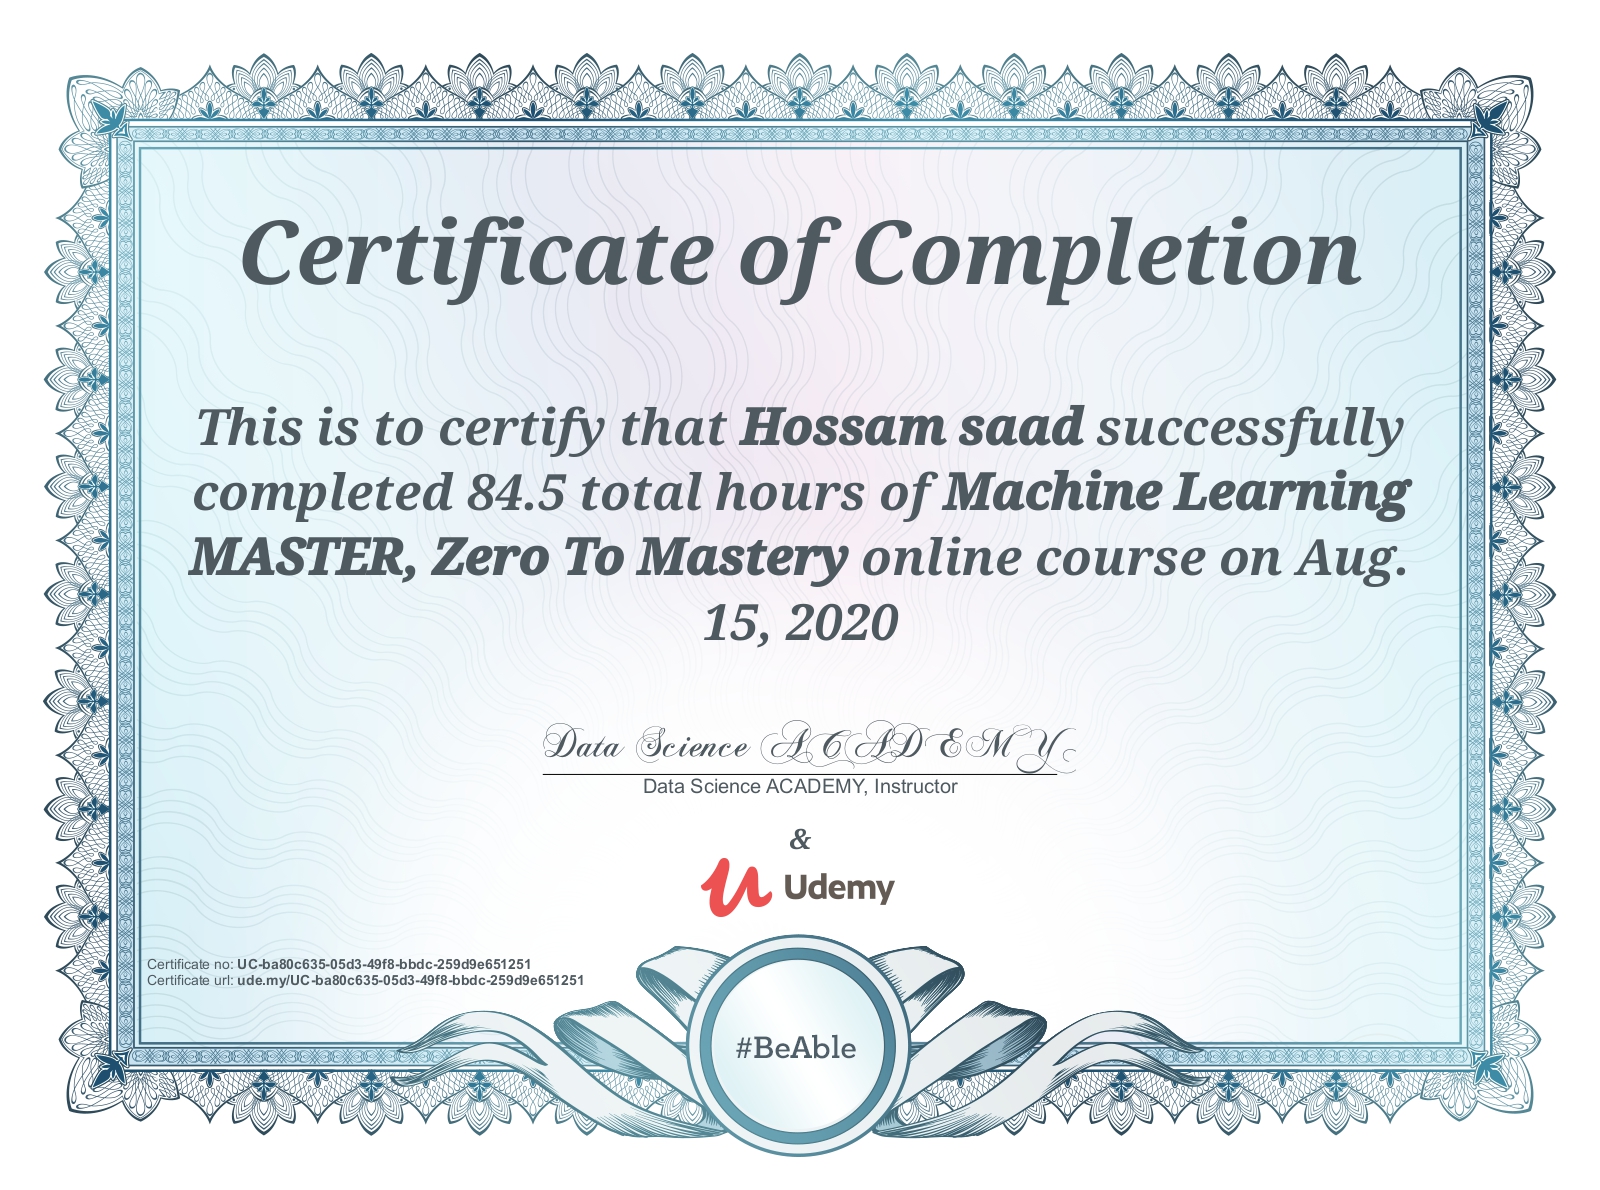 Certificate of Completion
This is to certify that Hossam saad successfully
completed 84.5 total hours of Machine Learning
MASTER, Zero To Mastery online course on Aug.
15, 2020
Data Science ACADEMY
Data Science ACADEMY, Instructor
&
Udemy
Certificate no: UC-ba80c635-05d3-49f8-bbdc-259d9e651251
Certificate url: ude.my/UC-ba80c635-05d3-49f8-bbdc-259d9e651251
#BeAble